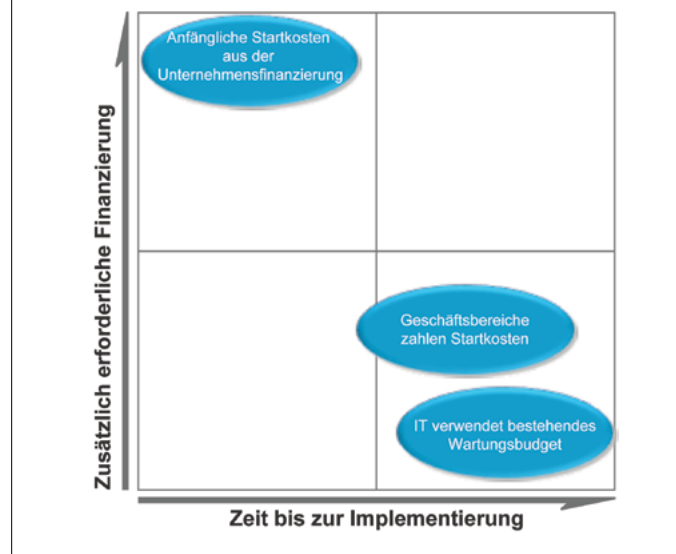 Anfängliche Startkosten
aus der
Unternehmensfinanzierung
Zusätzlich erforderliche Finanzierung
Geschäftsbereiche
zahlen Startkosten
IT verwendet bestehendes
Wartungsbudget
Zeit bis zur Implementierung